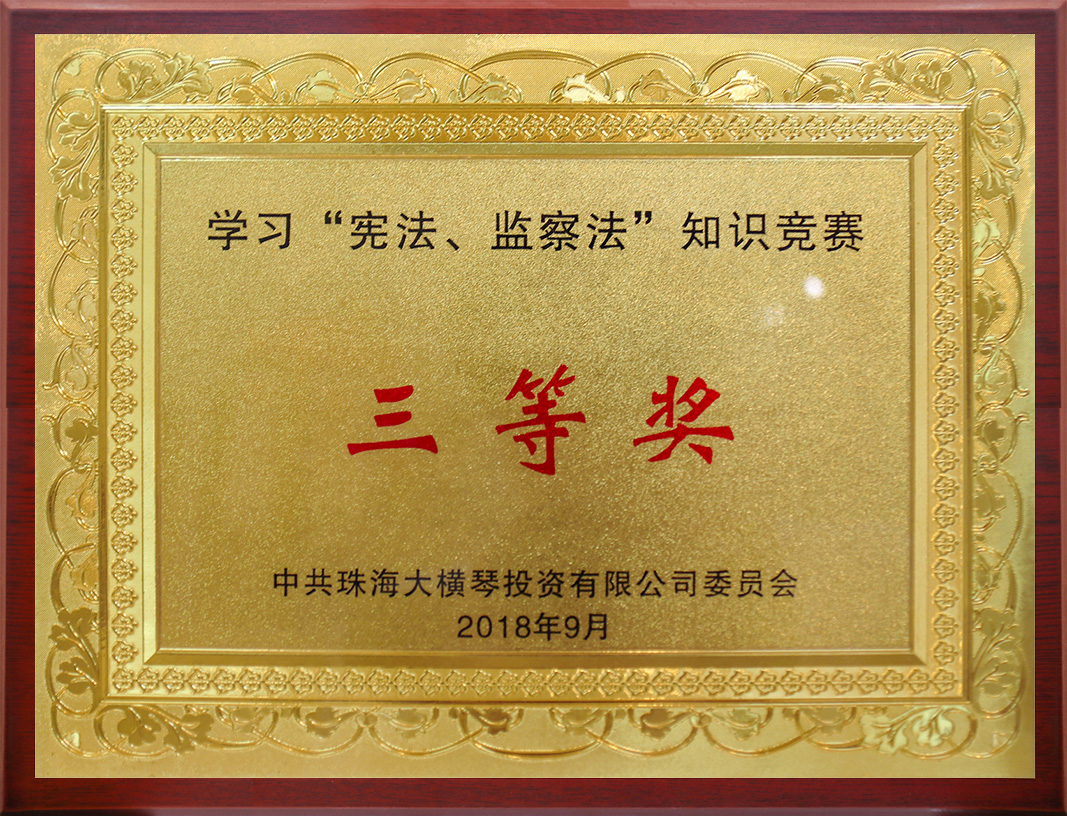 学习“宪法、监察法”知识竞赛
三等奖
中共珠海大横琴投资有限公司委员会
2018年9月